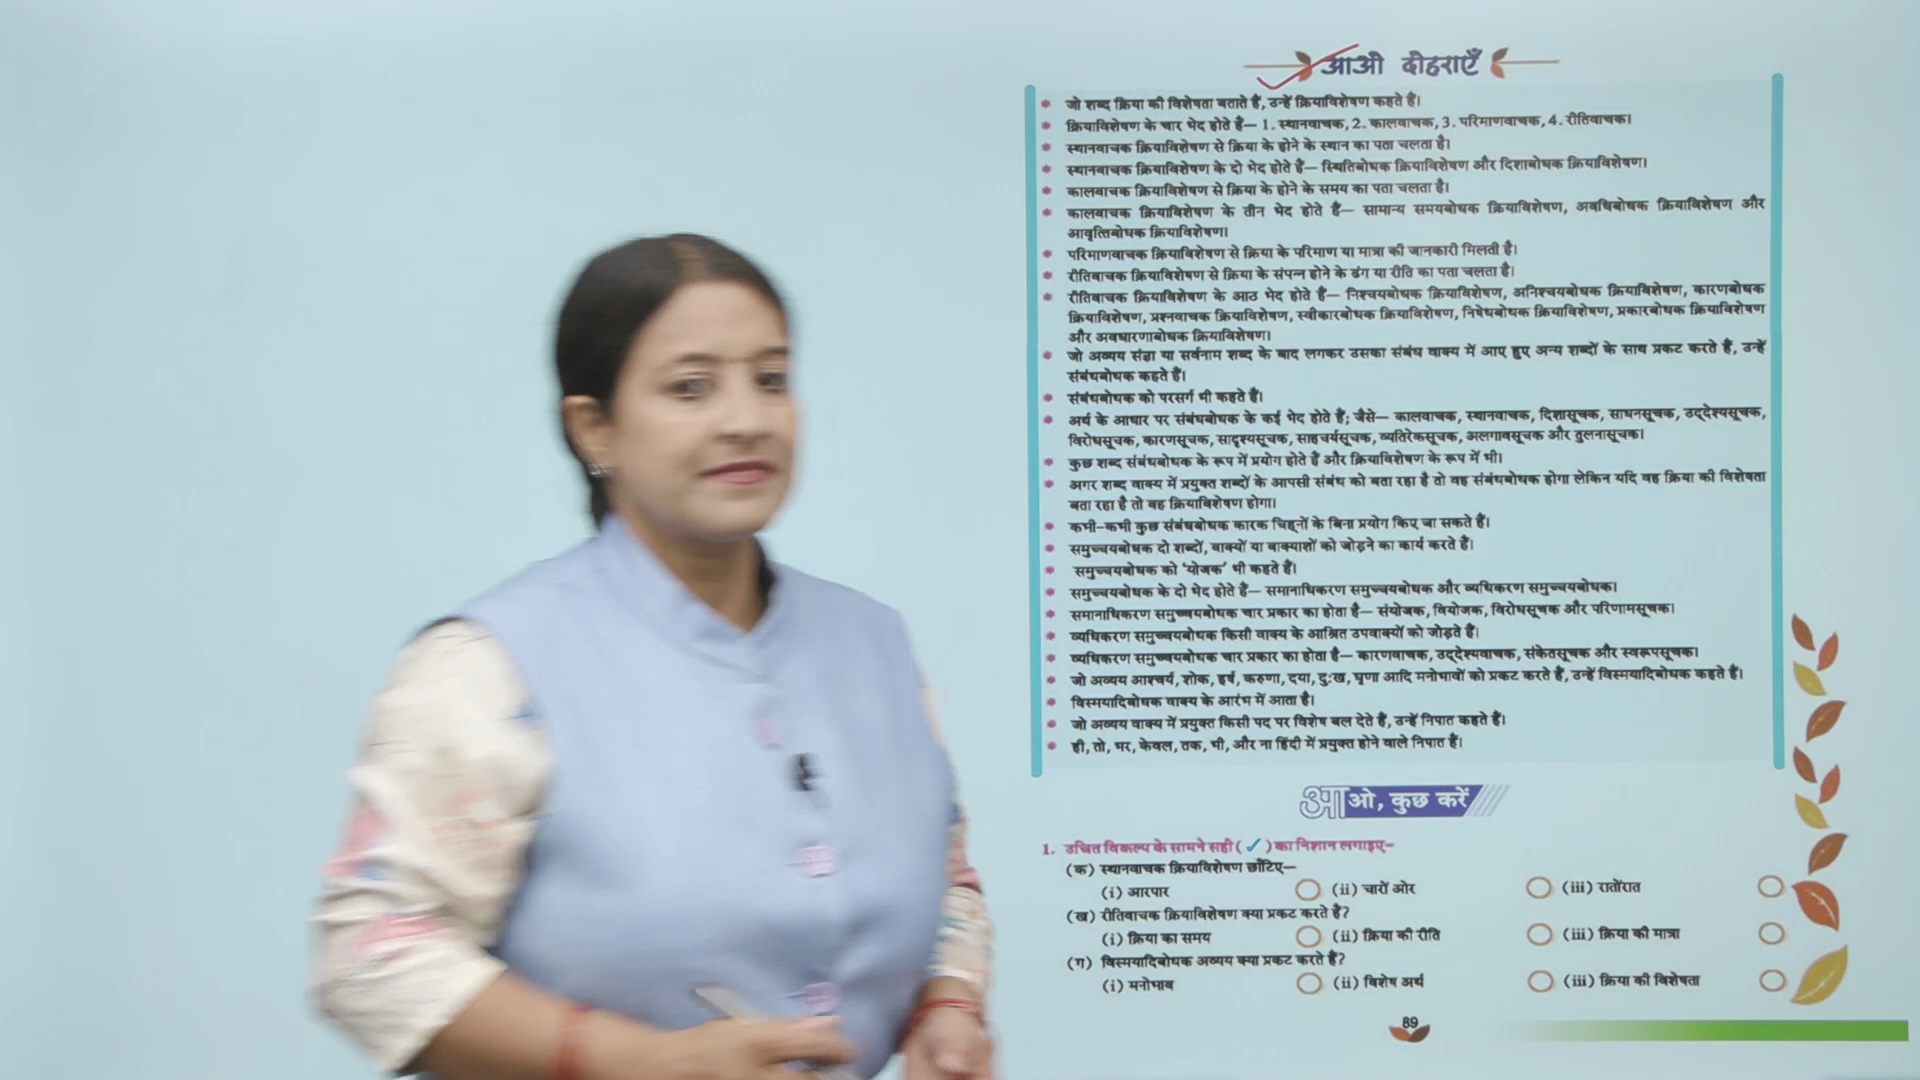 आओ दोहराएँ
जो शब्द क्रिया की विशेषता बताते हैं, उन्हें क्रियाविशेषण कहते हैं।
क्रियाविशेषण के चार भेद होते हैं— 1. स्थानवाचक, 2. कालवाचक, 3. परिमाणवाचक, 4. रीतिवाचक।
स्थानवाचक क्रियाविशेषण से क्रिया के होने के स्थान का पता चलता है।
स्थानवाचक क्रियाविशेषण के दो भेद होते हैं— स्थितिबोधक क्रियाविशेषण और दिशाबोधक क्रियाविशेषण।
कालवाचक क्रियाविशेषण से क्रिया के होने के समय का पता चलता है।
कालवाचक क्रियाविशेषण के तीन भेद होते हैं— सामान्य समयबोधक क्रियाविशेषण, अवधिबोधक क्रियाविशेषण और
आवृत्तिबोधक क्रियाविशेषण।
परिमाणवाचक क्रियाविशेषण से क्रिया के परिमाण या मात्रा की जानकारी मिलती है।
रीतिवाचक क्रियाविशेषण से क्रिया के संपन्न होने के ढंग या रीति का पता चलता है।
रीतिवाचक क्रियाविशेषण के आठ भेद होते हैं— निश्चयबोधक क्रियाविशेषण, अनिश्चयबोधक क्रियाविशेषण, कारणबोधक
क्रियाविशेषण, प्रश्नवाचक क्रियाविशेषण, स्वीकारबोधक क्रियाविशेषण, निषेधबोधक क्रियाविशेषण, प्रकारबोधक क्रियाविशेषण
और अवधारणाबोधक क्रियाविशेषण।
जो अव्यय संज्ञा या सर्वनाम शब्द के बाद लगकर उसका संबंध वाक्य में आए हुए अन्य शब्दों के साथ प्रकट करते हैं, उन्हें
संबंधबोधक कहते हैं।
संबंधबोधक को परसर्ग भी कहते हैं।
अर्थ के आधार पर संबंधबोधक के कई भेद होते हैं; जैसे— कालवाचक, स्थानवाचक, दिशासूचक, साधनसूचक, उद्देश्यसूचक,
विरोधसूचक, कारणसूचक, सादृश्यसूचक, साहचर्यसूचक, व्यतिरेकसूचक, अलगावसूचक और तुलनासूचक।
कुछ शब्द संबंधबोधक के रूप में प्रयोग होते हैं और क्रियाविशेषण के रूप में भी।
अगर शब्द वाक्य में प्रयुक्त शब्दों के आपसी संबंध को बता रहा है तो वह संबंधबोधक होगा लेकिन यदि वह क्रिया की विशेषता
बता रहा है तो वह क्रियाविशेषण होगा।
कभी-कभी कुछ संबंधबोधक कारक चिह्नों के बिना प्रयोग किए जा सकते हैं।
समुच्चयबोधक दो शब्दों, वाक्यों या वाक्यांशों को जोड़ने का कार्य करते हैं।
समुच्चयबोधक को ‘योजक’ भी कहते हैं।
समुच्चयबोधक के दो भेद होते हैं— समानाधिकरण समुच्चयबोधक और व्यधिकरण समुच्चयबोधक।
समानाधिकरण समुच्चयबोधक चार प्रकार का होता है— संयोजक, वियोजक, विरोधसूचक और परिणामसूचक।
व्यधिकरण समुच्चयबोधक किसी वाक्य के आश्रित उपवाक्यों को जोड़ते हैं।
व्यधिकरण समुच्चयबोधक चार प्रकार का होता है— कारणवाचक, उद्देश्यवाचक, संकेतसूचक और स्वरूपसूचक।
जो अव्यय आश्चर्य, शोक, हर्ष, करुणा, दया, दुःख, घृणा आदि मनोभावों को प्रकट करते हैं, उन्हें विस्मयादिबोधक कहते हैं।
विस्मयादिबोधक वाक्य के आरंभ में आता है।
जो अव्यय वाक्य में प्रयुक्त किसी पद पर विशेष बल देते हैं, उन्हें निपात कहते हैं।
ही, तो, भर, केवल, तक, भी, और ना हिंदी में प्रयुक्त होने वाले निपात हैं।
आओ, कुछ करें
1. उचित विकल्प के सामने सही ( ✓ ) का निशान लगाइए-
(क) स्थानवाचक क्रियाविशेषण छाँटिए—
(i) आरपार (ii) चारों ओर (iii) रातोंरात
(ख) रीतिवाचक क्रियाविशेषण क्या प्रकट करते हैं?
(i) क्रिया का समय (ii) क्रिया की रीति (iii) क्रिया की मात्रा
(ग) विस्मयादिबोधक अव्यय क्या प्रकट करते हैं?
(i) मनोभाव (ii) विशेष अर्थ (iii) क्रिया की विशेषता
89